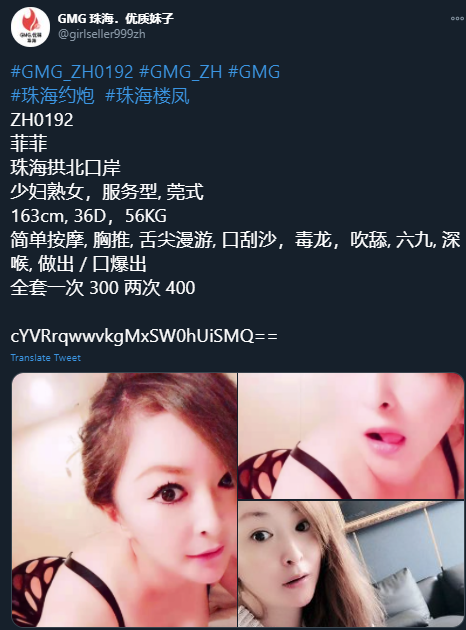 GMG 珠海．优质妹子
@girlseller999zh
#GMG_ZH0192 #GMG_ZH #GMG
#珠海约炮 #珠海楼凤
ZH0192
菲菲
珠海拱北口岸
少妇熟女，服务型, 莞式
163cm, 36D，56KG
简单按摩, 胸推, 舌尖漫游, 口刮沙，毒龙，吹舔, 六九, 深
喉, 做出 / 口爆出
全套一次 300 两次 400
cYVRrqwwvkgMxSW0hUiSMQ==
Translate Tweet